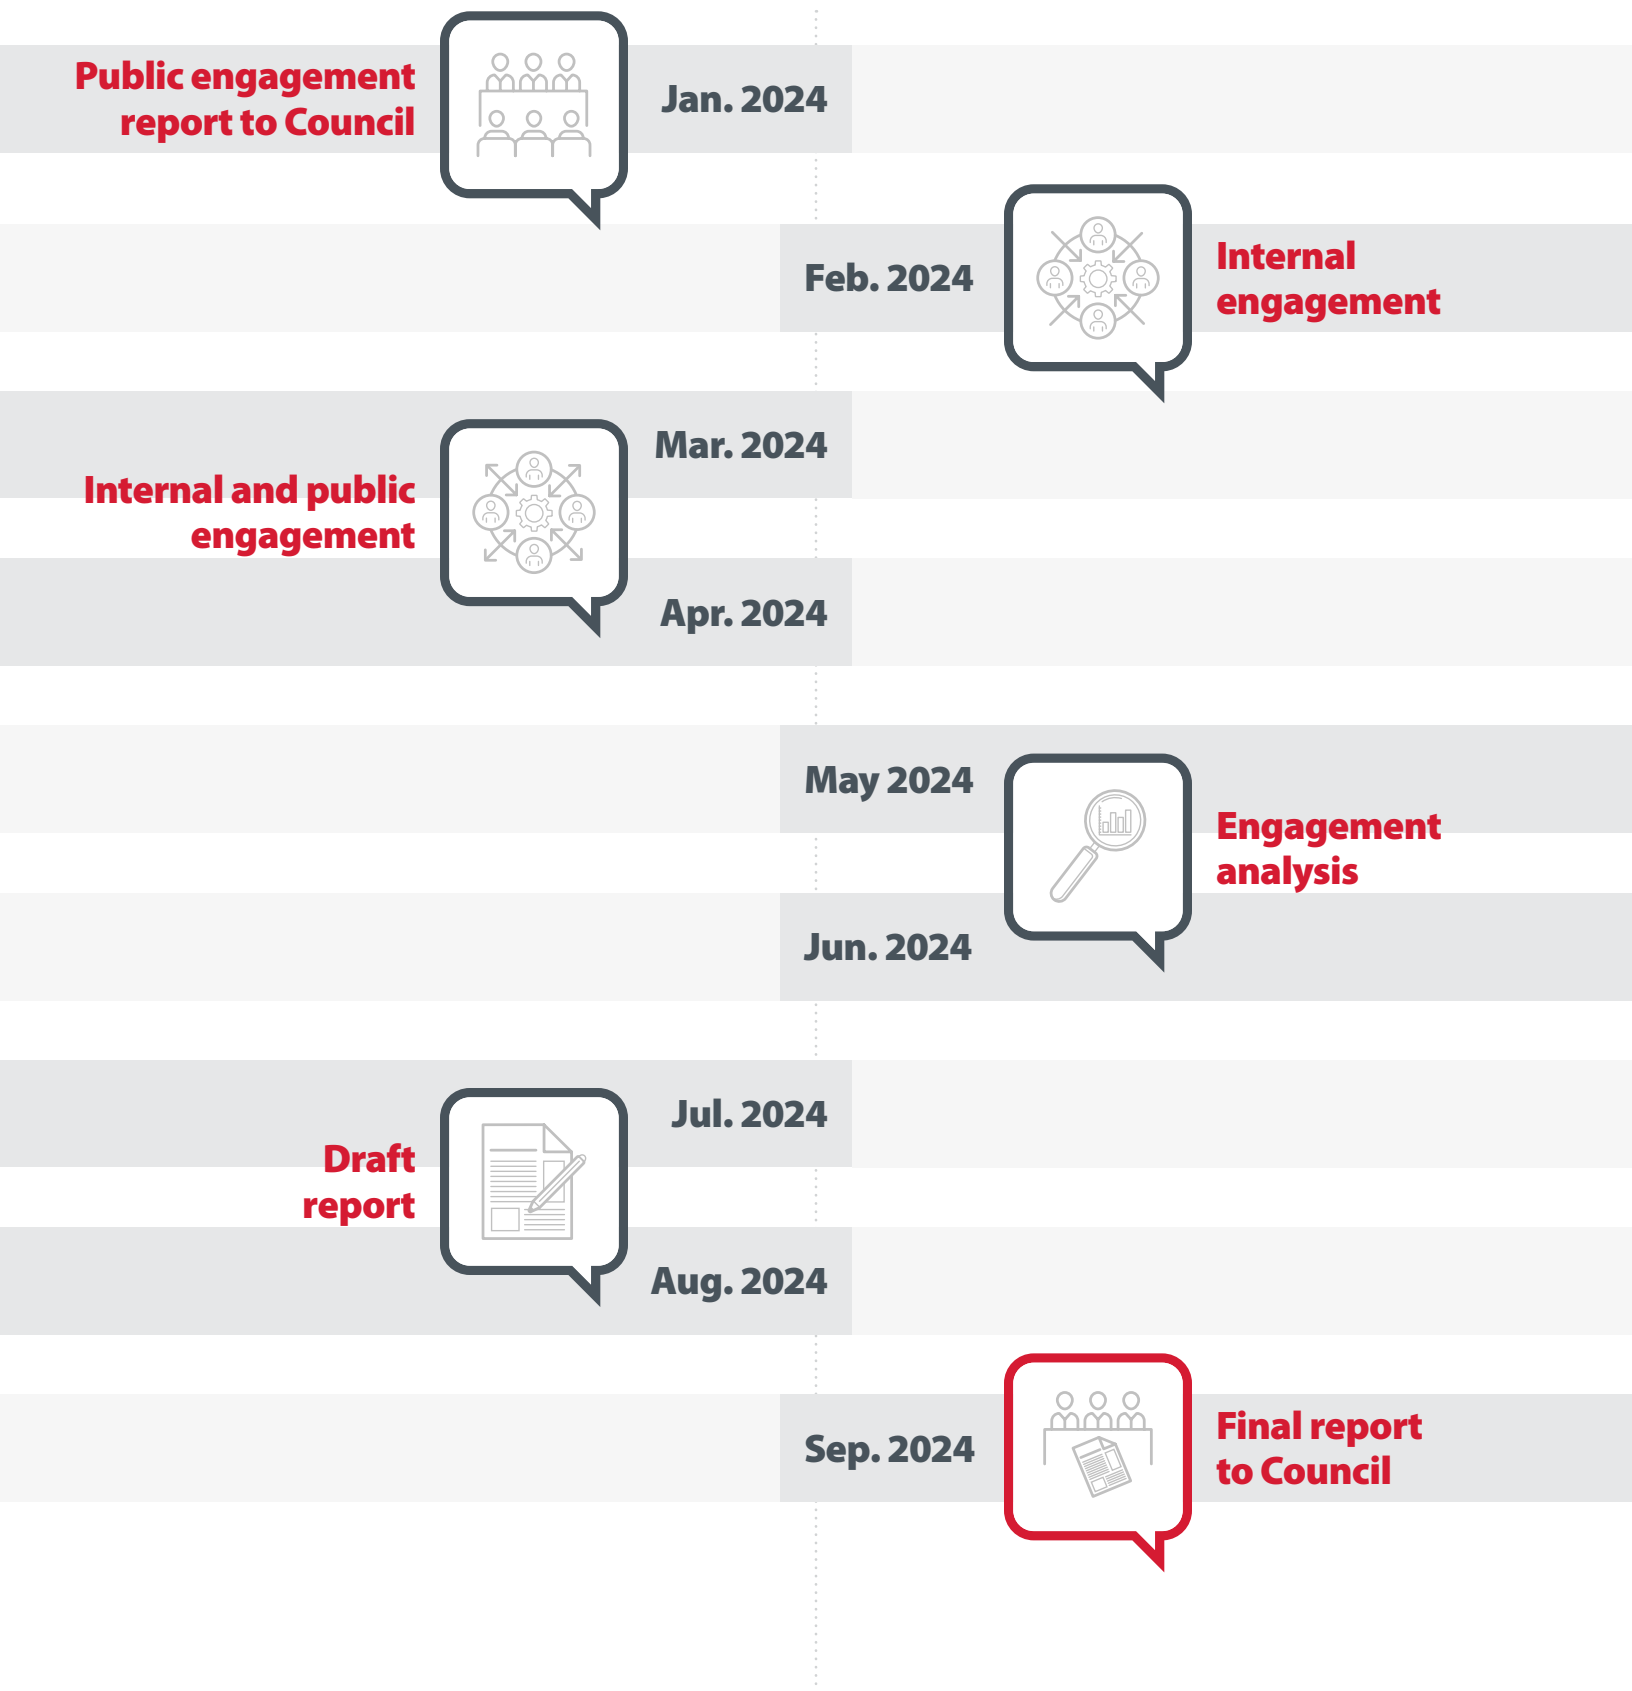 Public engagement
report to Council
Jan. 2024
Feb. 2024
Internal
engagement
Mar. 2024
Internal and public
engagement
Apr. 2024
May 2024
Engagement
analysis
Jun. 2024
Jul. 2024
Draft
report
Aug. 2024
Sep. 2024
Final report
to Council